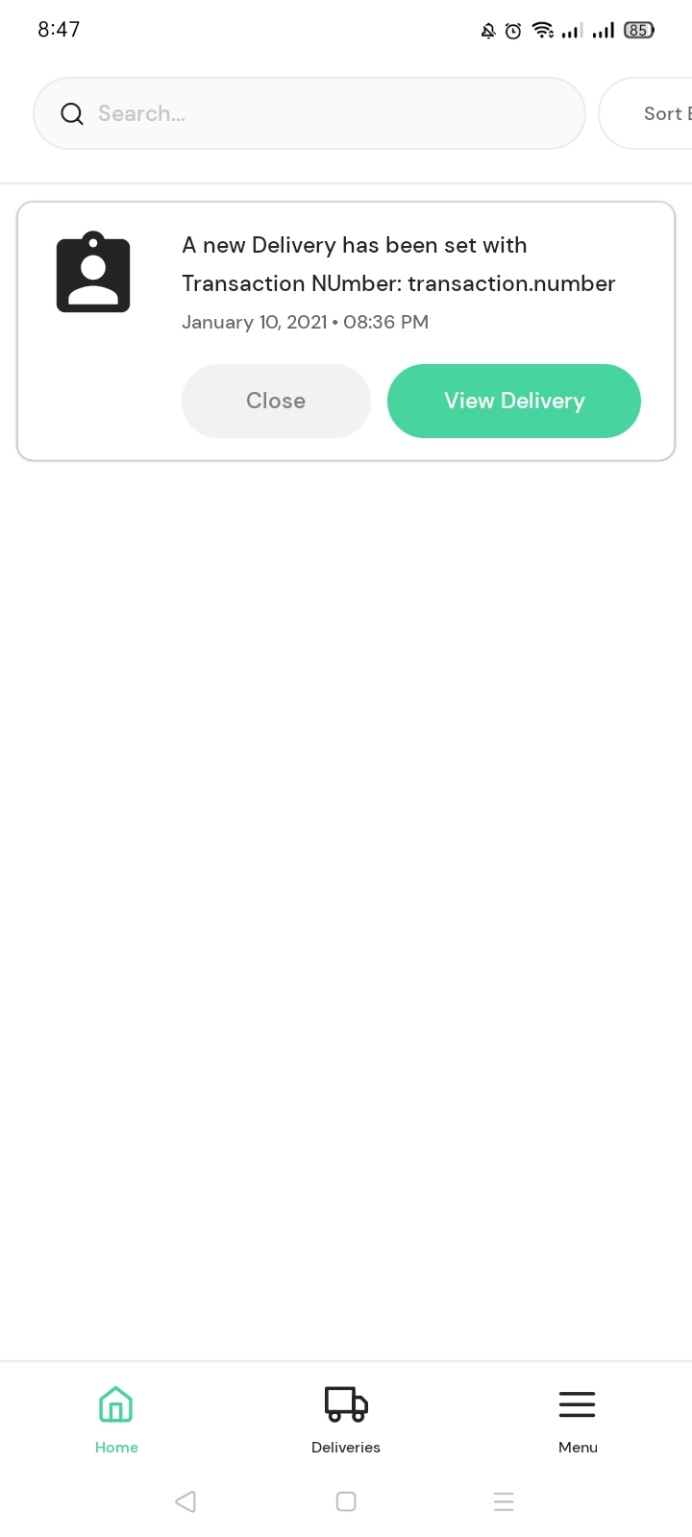 8:47
85
Search...
Sort
A new Delivery has been set with
Transaction NUmber: transaction.number
January 10, 2021 • 08:36 PM
Close
View Delivery
Home
Deliveries
Menu